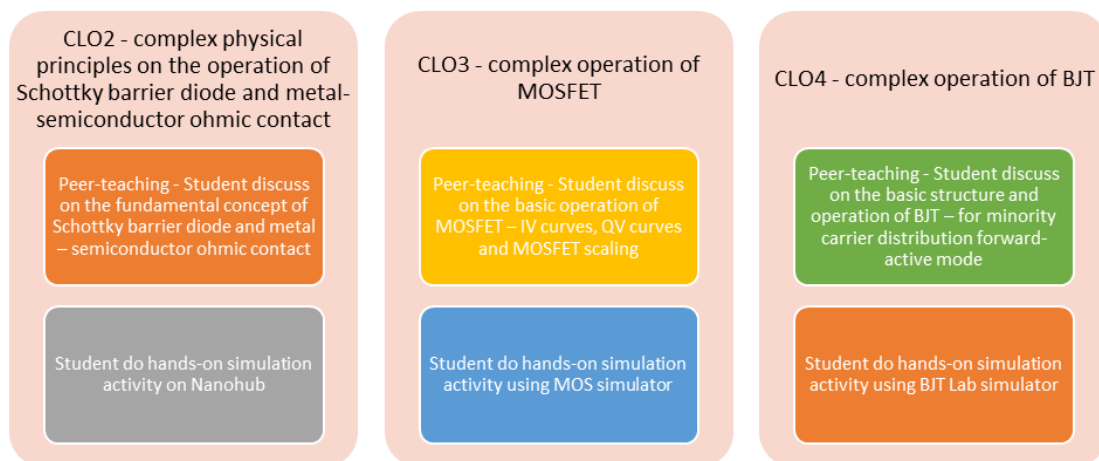 CLO2 - complex physical
principles on the operation of
Schottky barrier diode and metal-
semiconductor ohmic contact
Peer-teaching - Student discuss
on the fundamental concept of
Schottky barrier diode and metal
– semiconductor ohmic contact
Student do hands-on simulation
activity on Nanohub
CLO3 - complex operation of
MOSFET
Peer-teaching - Student discuss
on the basic operation of
MOSFET – IV curves, QV curves
and MOSFET scaling
Student do hands-on simulation
activity using MOS simulator
CLO4 - complex operation of BJT
Peer-teaching - Student discuss
on the basic structure and
operation of BJT – for minority
carrier distribution forward-
active mode
Student do hands-on simulation
activity using BJT Lab simulator